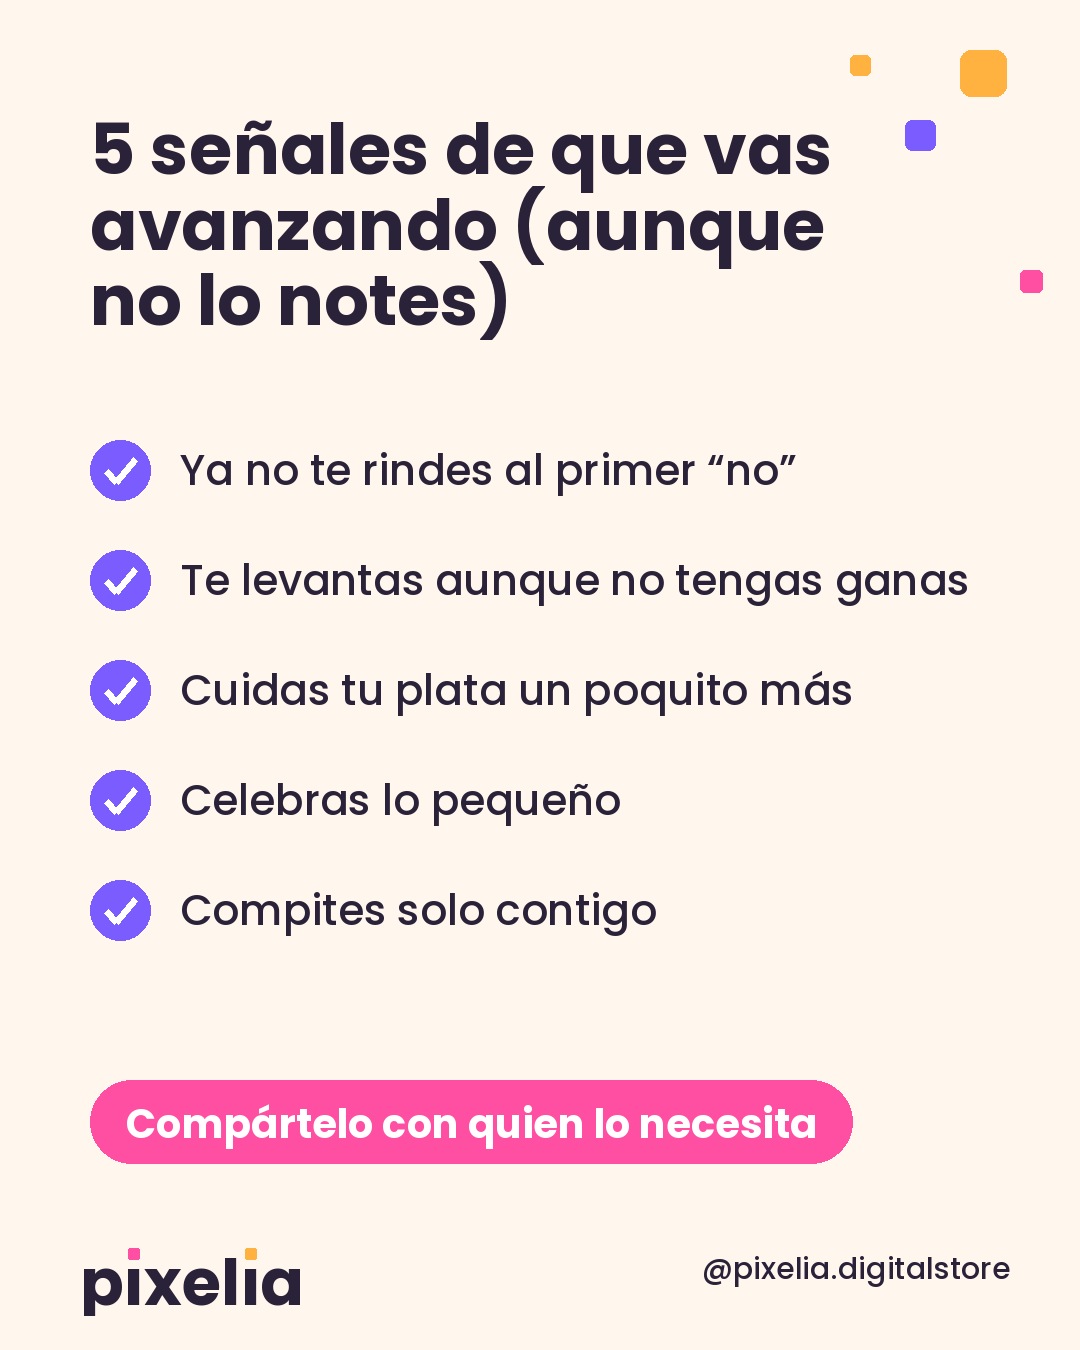 5 señales de que vas
avanzando (aunque
no lo notes)
Ya no te rindes al primer “no”
Te levantas aunque no tengas ganas
Cuidas tu plata un poquito más
Celebras lo pequeño
Compites solo contigo
Compártelo con quien lo necesita
pixelia
@pixelia.digitalstore